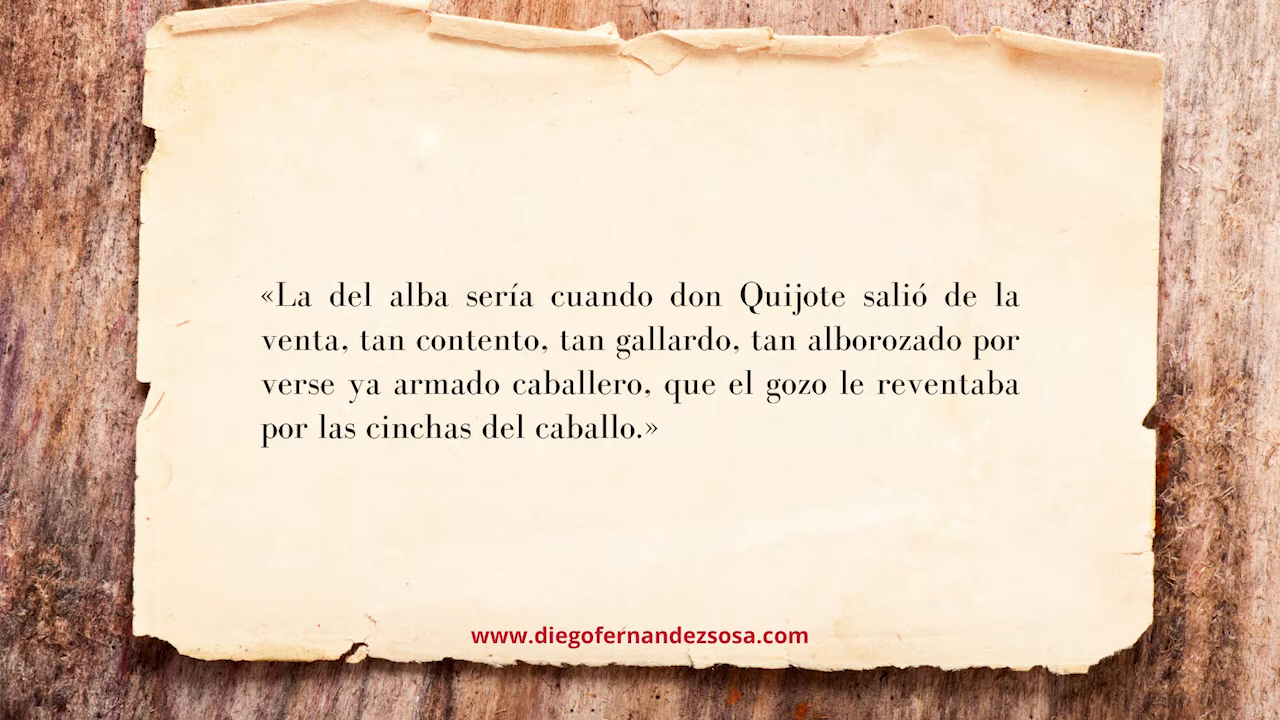 «La del alba sería cuando don Quijote salió de la
venta, tan contento, tan gallardo, tan alborozado por
verse ya armado caballero, que el gozo le reventaba
por las cinchas del caballo.»
www.diegofernandezsosa.com